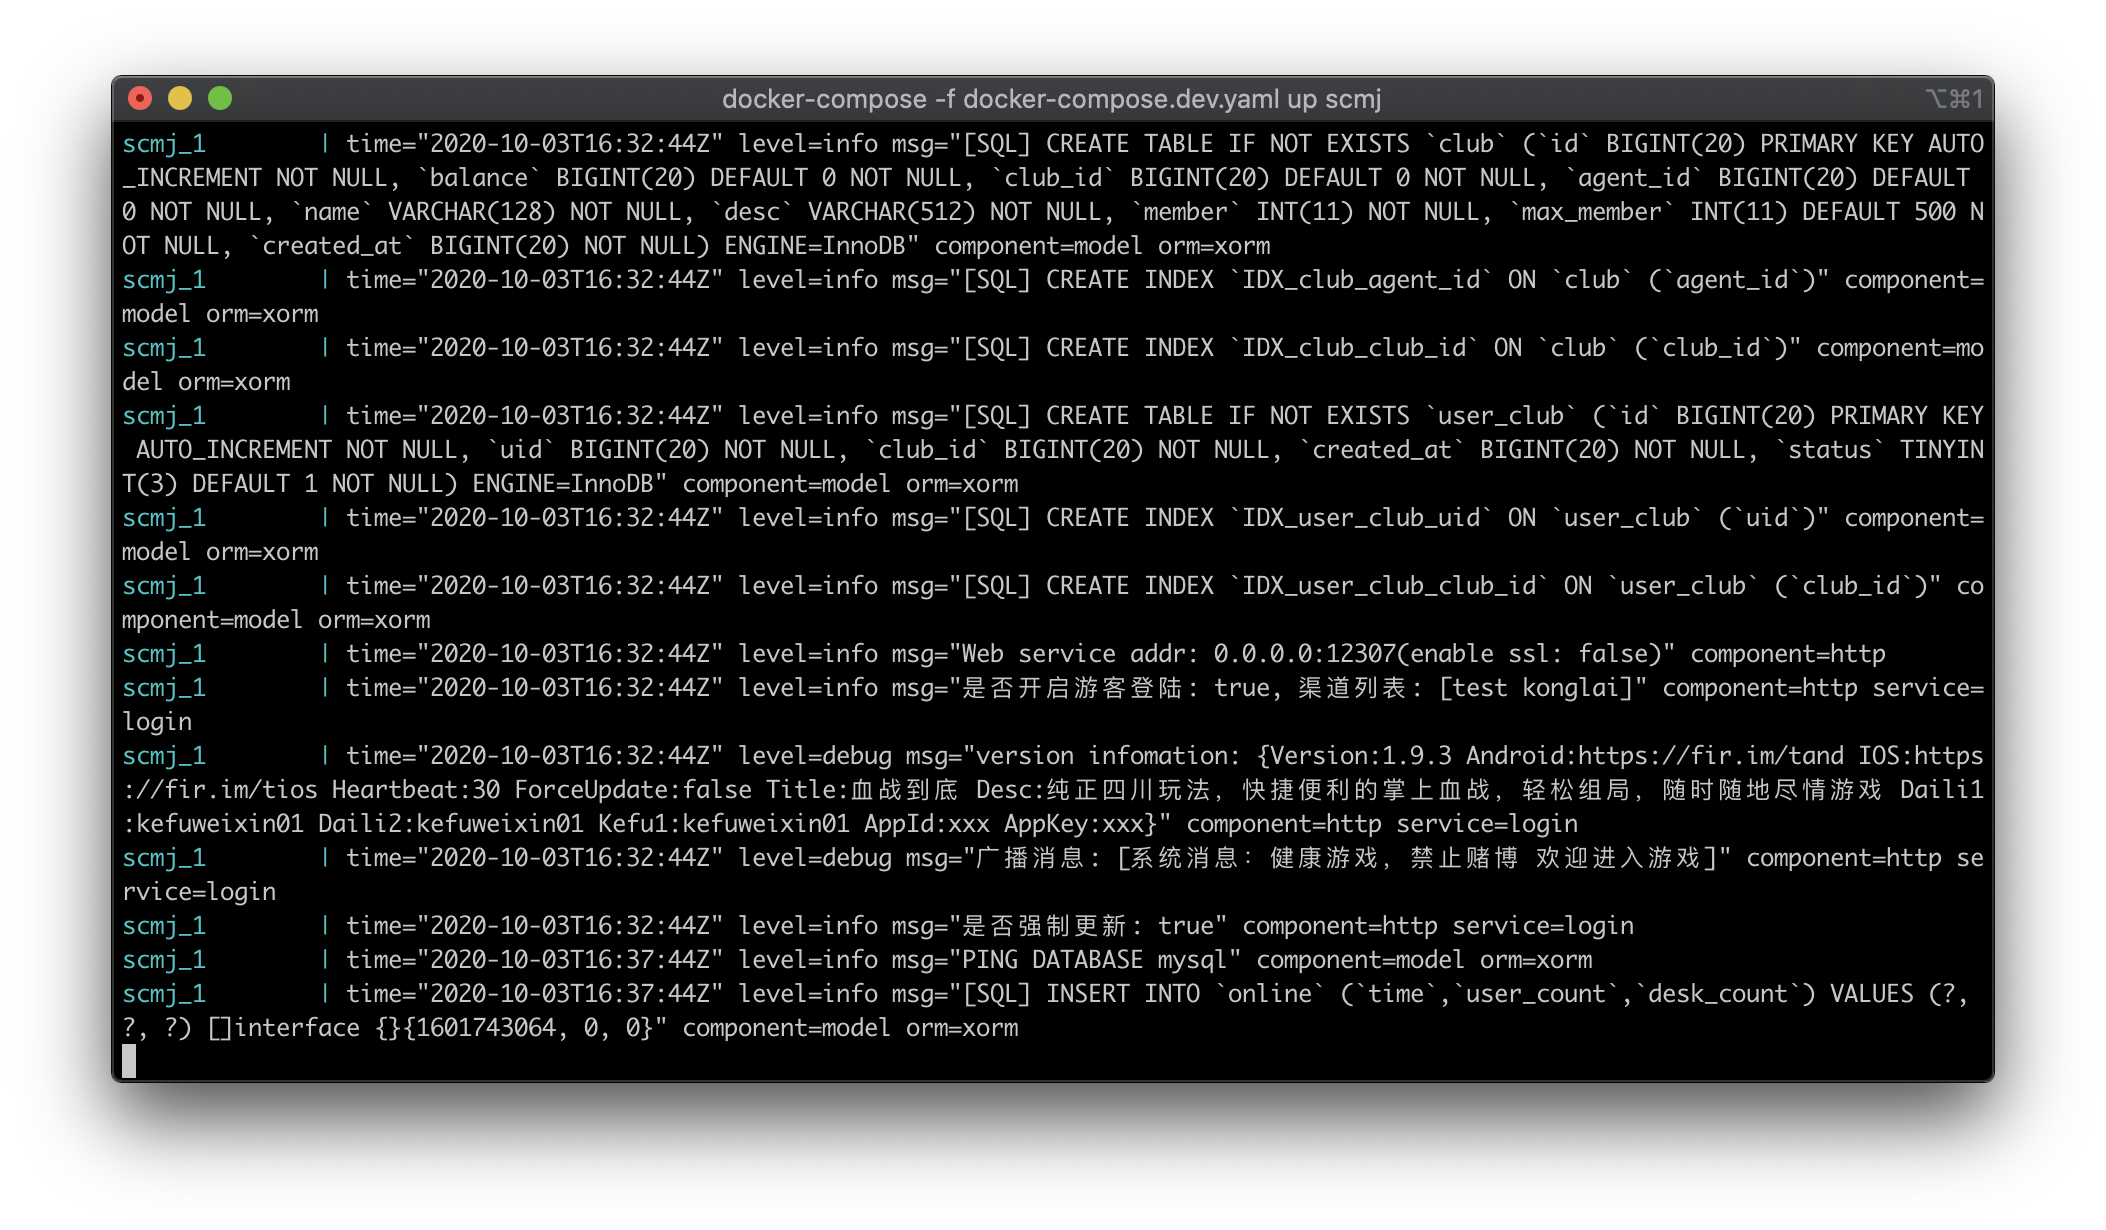 docker-compose -f docker-compose.dev.yaml up scmj
⌥⌘1
scmj_1        | time="2020-10-03T16:32:44Z" level=info msg="[SQL] CREATE TABLE IF NOT EXISTS `club` (`id` BIGINT(20) PRIMARY KEY AUTO
_INCREMENT NOT NULL, `balance` BIGINT(20) DEFAULT 0 NOT NULL, `club_id` BIGINT(20) DEFAULT 0 NOT NULL, `agent_id` BIGINT(20) DEFAULT
0 NOT NULL, `name` VARCHAR(128) NOT NULL, `desc` VARCHAR(512) NOT NULL, `member` INT(11) NOT NULL, `max_member` INT(11) DEFAULT 500 N
OT NULL, `created_at` BIGINT(20) NOT NULL) ENGINE=InnoDB" component=model orm=xorm
scmj_1        | time="2020-10-03T16:32:44Z" level=info msg="[SQL] CREATE INDEX `IDX_club_agent_id` ON `club` (`agent_id`)" component=
model orm=xorm
scmj_1        | time="2020-10-03T16:32:44Z" level=info msg="[SQL] CREATE INDEX `IDX_club_club_id` ON `club` (`club_id`)" component=mo
del orm=xorm
scmj_1        | time="2020-10-03T16:32:44Z" level=info msg="[SQL] CREATE TABLE IF NOT EXISTS `user_club` (`id` BIGINT(20) PRIMARY KEY
 AUTO_INCREMENT NOT NULL, `uid` BIGINT(20) NOT NULL, `club_id` BIGINT(20) NOT NULL, `created_at` BIGINT(20) NOT NULL, `status` TINYIN
T(3) DEFAULT 1 NOT NULL) ENGINE=InnoDB" component=model orm=xorm
scmj_1        | time="2020-10-03T16:32:44Z" level=info msg="[SQL] CREATE INDEX `IDX_user_club_uid` ON `user_club` (`uid`)" component=
model orm=xorm
scmj_1        | time="2020-10-03T16:32:44Z" level=info msg="[SQL] CREATE INDEX `IDX_user_club_club_id` ON `user_club` (`club_id`)" co
mponent=model orm=xorm
scmj_1        | time="2020-10-03T16:32:44Z" level=info msg="Web service addr: 0.0.0.0:12307(enable ssl: false)" component=http
scmj_1        | time="2020-10-03T16:32:44Z" level=info msg="是否开启游客登陆: true, 渠道列表: [test konglai]" component=http service=
login
scmj_1        | time="2020-10-03T16:32:44Z" level=debug msg="version infomation: {Version:1.9.3 Android:https://fir.im/tand IOS:https
://fir.im/tios Heartbeat:30 ForceUpdate:false Title:血战到底 Desc:纯正四川玩法，快捷便利的掌上血战，轻松组局，随时随地尽情游戏 Daili1
:kefuweixin01 Daili2:kefuweixin01 Kefu1:kefuweixin01 AppId:xxx AppKey:xxx}" component=http service=login
scmj_1        | time="2020-10-03T16:32:44Z" level=debug msg="广播消息: [系统消息：健康游戏，禁止赌博 欢迎进入游戏]" component=http se
rvice=login
scmj_1        | time="2020-10-03T16:32:44Z" level=info msg="是否强制更新: true" component=http service=login
scmj_1        | time="2020-10-03T16:37:44Z" level=info msg="PING DATABASE mysql" component=model orm=xorm
scmj_1        | time="2020-10-03T16:37:44Z" level=info msg="[SQL] INSERT INTO `online` (`time`,`user_count`,`desk_count`) VALUES (?,
?, ?) []interface {}{1601743064, 0, 0}" component=model orm=xorm